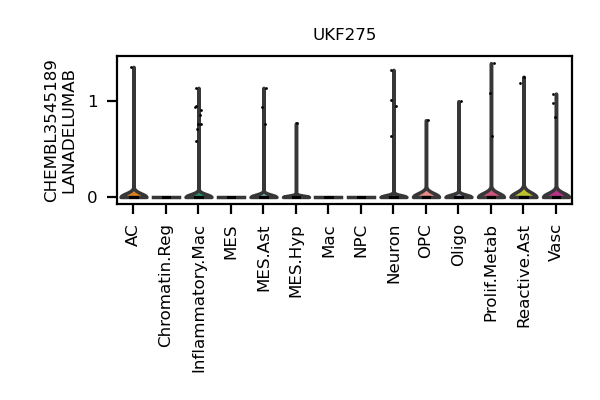 UKF275
CHEMBL3545189
LANADELUMAB
1
0
AC
Chromatin.Reg
Inflammatory.Mac
MES
MES.Ast
MES.Hyp
Mac
NPC
Neuron
OPC
Oligo
Prolif.Metab
Reactive.Ast
Vasc